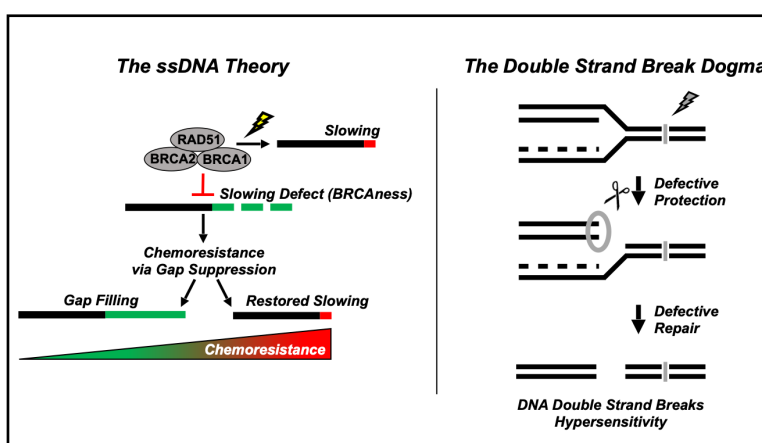 The ssDNA Theory
RAD51
BRCA2
BRCA1
Slowing
Slowing Defect (BRCAness)
Chemoresistance
via Gap Suppression
Gap Filling
Restored Slowing
Chemoresistance
The Double Strand Break Dogma
Defective
Protection
Defective
Repair
DNA Double Strand Breaks
Hypersensitivity